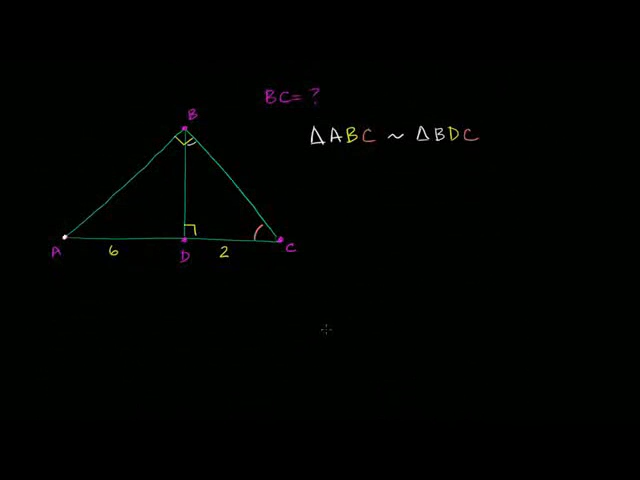 BC = ?
B
ΔABC ~ ΔBDC
A 6 D 2 C